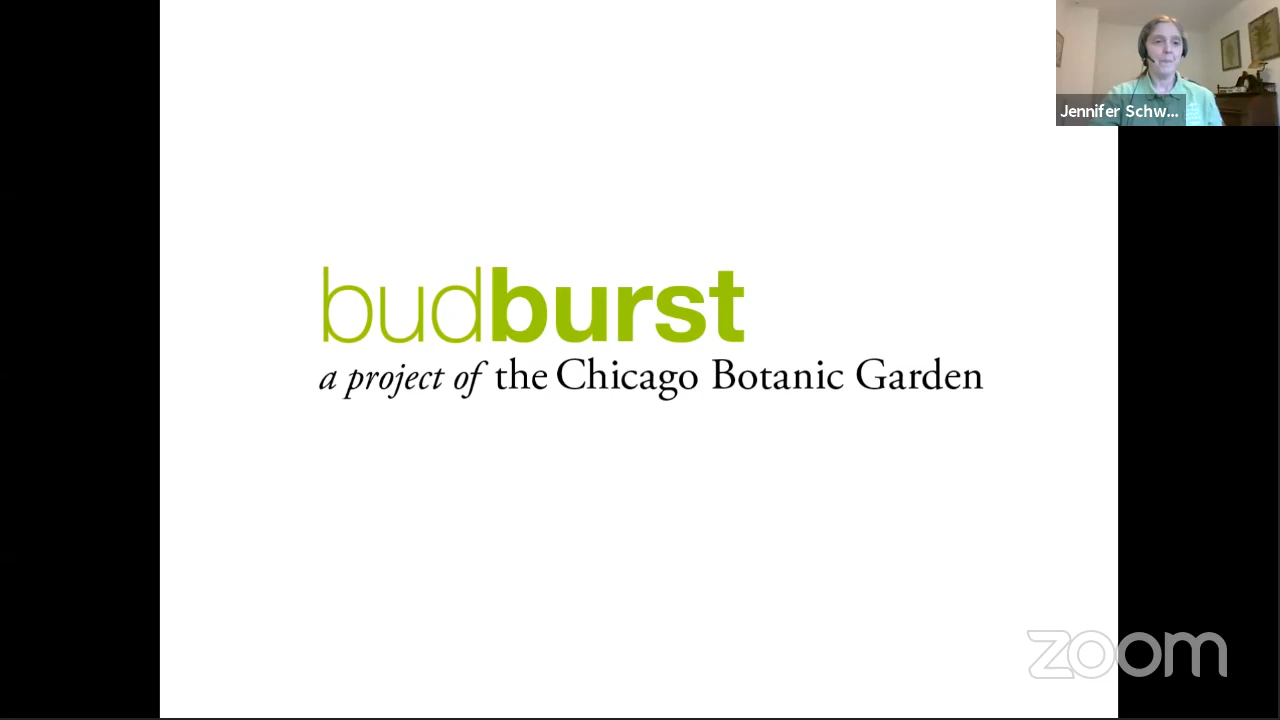 Jennifer Schw...
budburst
a project of the Chicago Botanic Garden
zoom